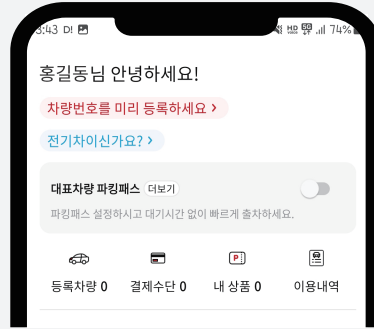 3:43 D! 74%
홍길동님 안녕하세요!
차량번호를 미리 등록하세요 >
전기차이신가요? >
대표차량 파킹패스 더보기
파킹패스 설정하시고 대기시간 없이 빠르게 출차하세요.
P
등록차량 0 결제수단 0 내 상품 0 이용내역